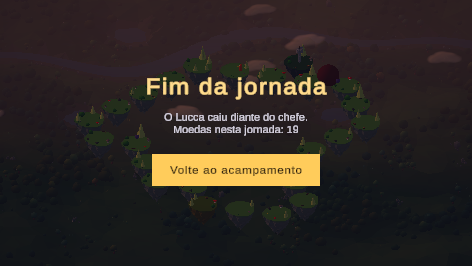 Fim da jornada
O Lucca caiu diante do chefe.
Moedas nesta jornada: 19
Volte ao acampamento